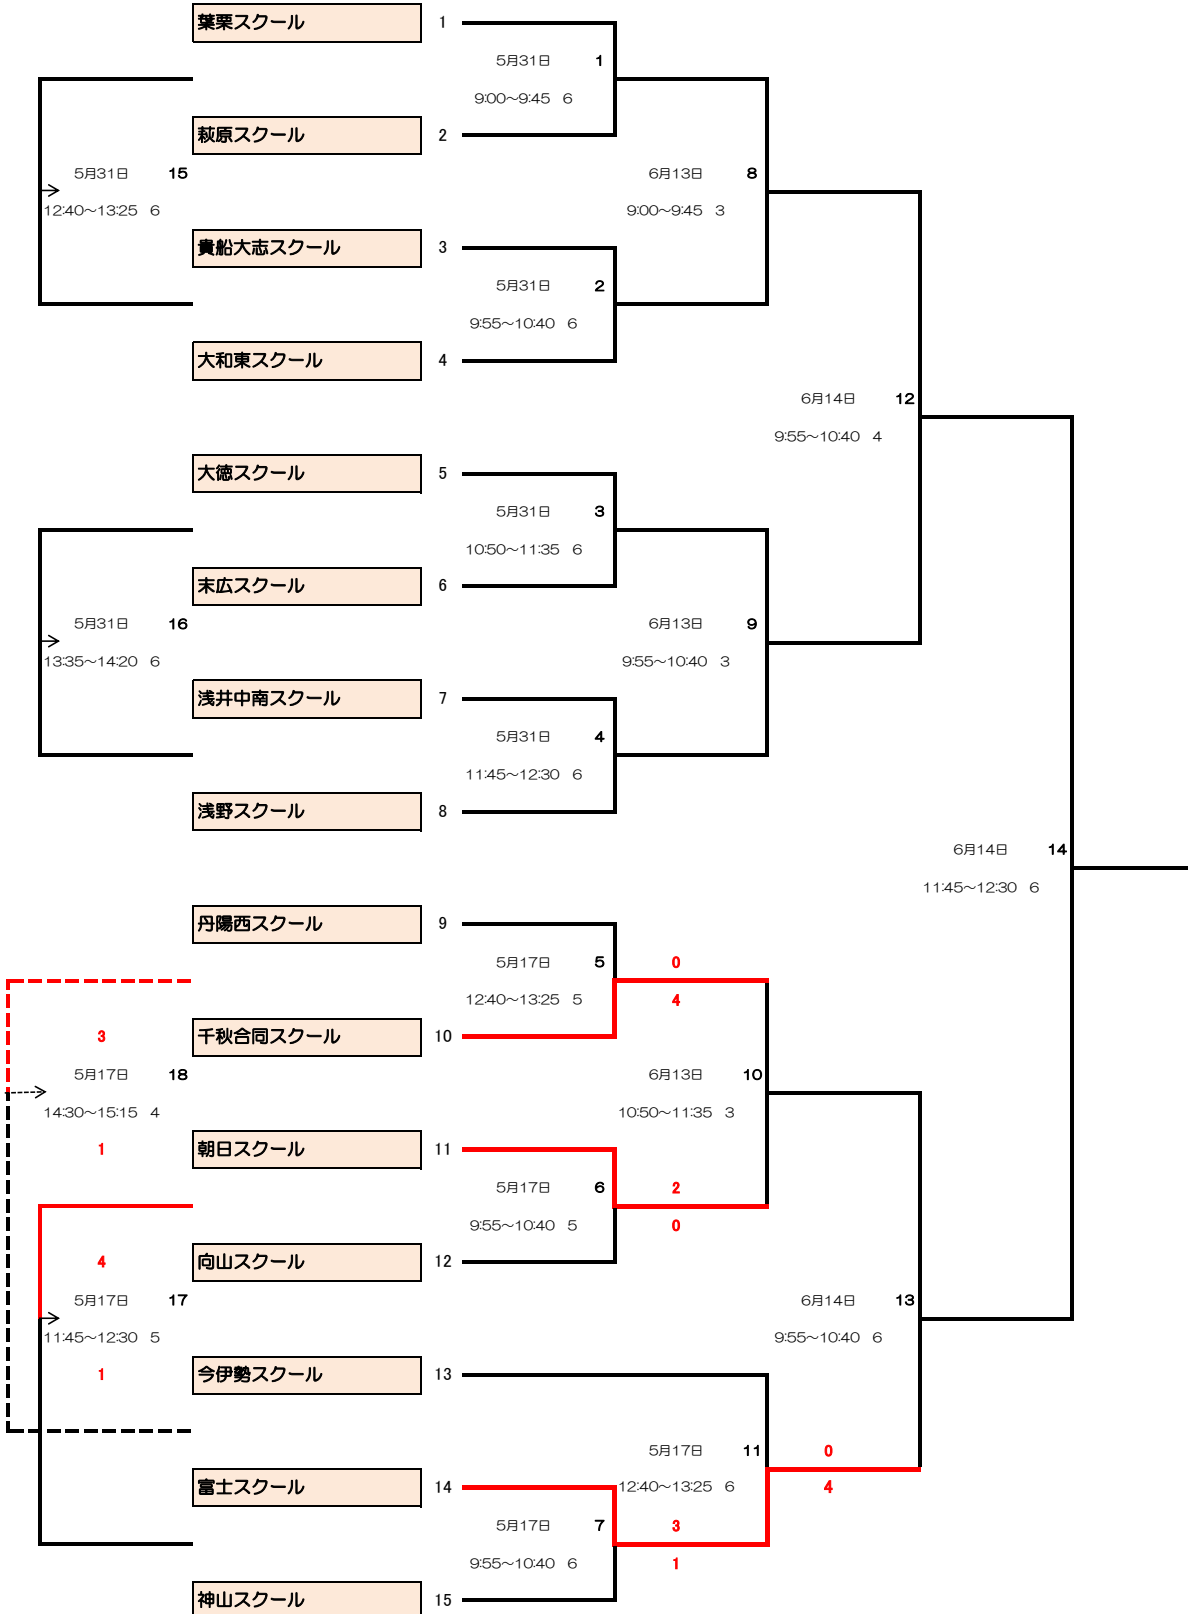 葉栗スクール 1
5月31日 1
9:00～9:45 6
萩原スクール 2
5月31日 15
6月13日 8
12:40～13:25 6
9:00～9:45 3
貴船大志スクール 3
5月31日 2
9:55～10:40 6
大和東スクール 4
6月14日 12
9:55～10:40 4
大徳スクール 5
5月31日 3
10:50～11:35 6
末広スクール 6
5月31日 16
6月13日 9
13:35～14:20 6
9:55～10:40 3
浅井中南スクール 7
5月31日 4
11:45～12:30 6
浅野スクール 8
6月14日 14
11:45～12:30 6
丹陽西スクール 9
5月17日 5
0
12:40～13:25 5
4
3
千秋合同スクール 10
5月17日 18
6月13日 10
14:30～15:15 4
10:50～11:35 3
1
朝日スクール 11
5月17日 6
2
9:55～10:40 5
0
4
向山スクール 12
5月17日 17
6月14日 13
11:45～12:30 5
9:55～10:40 6
1
今伊勢スクール 13
5月17日 11
0
富士スクール 14
12:40～13:25 6
4
5月17日 7
3
9:55～10:40 6
1
神山スクール 15